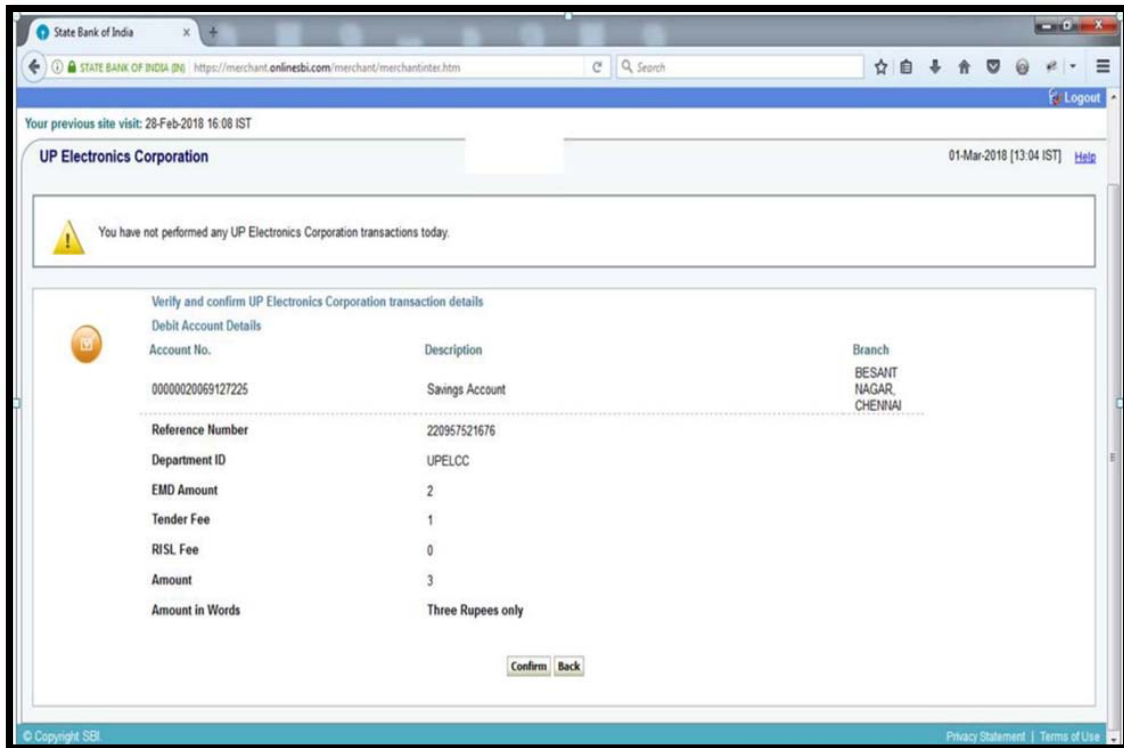 State Bank of India
STATE BANK OF INDIA (IN) https://merchant.onlinesbi.com/merchant/merchantinter.htm Search
Logout
Your previous site visit: 28-Feb-2018 16:08 IST
UP Electronics Corporation 01-Mar-2018 [13:04 IST] Help
You have not performed any UP Electronics Corporation transactions today.
Verify and confirm UP Electronics Corporation transaction details
Debit Account Details
Account No. Description Branch
00000020069127225 Savings Account BESANT
NAGAR,
CHENNAI
Reference Number 220957521676
Department ID UPELCC
EMD Amount 2
Tender Fee 1
RISL Fee 0
Amount 3
Amount in Words Three Rupees only
Confirm Back
© Copyright SBI. Privacy Statement | Terms of Use